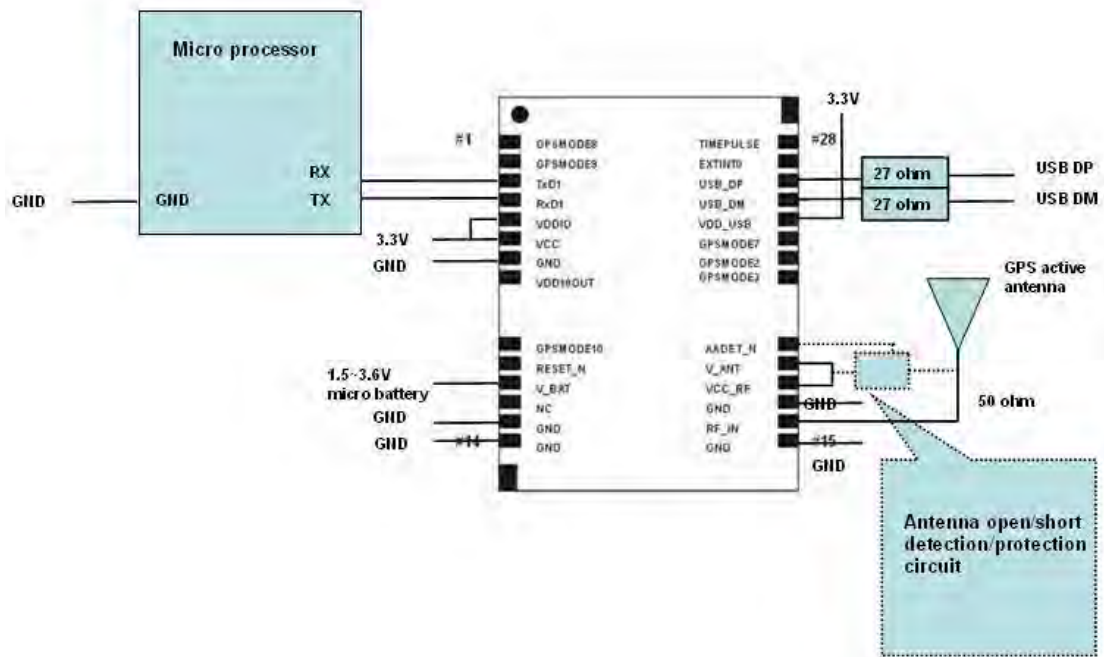 Micro processor
RX
TX
GND
GND
#1
3.3V
GND
1.5~3.6V
micro battery
GND
GND
#14
GPSMODE8
GPSMODE9
TxD1
RxD1
VDDIO
VCC
GND
VDD18OUT
GPSMODE10
RESET_N
V_BAT
NC
GND
GND
TIMEPULSE
EXTINT0
USB_DP
USB_DM
VDD_USB
GPSMODE7
GPSMODE2
GPSMODE3
AADET_N
V_ANT
VCC_RF
GND
RF_IN
GND
3.3V
#28
27 ohm
27 ohm
USB DP
USB DM
GPS active
antenna
GND
50 ohm
#15
GND
Antenna open/short
detection/protection
circuit